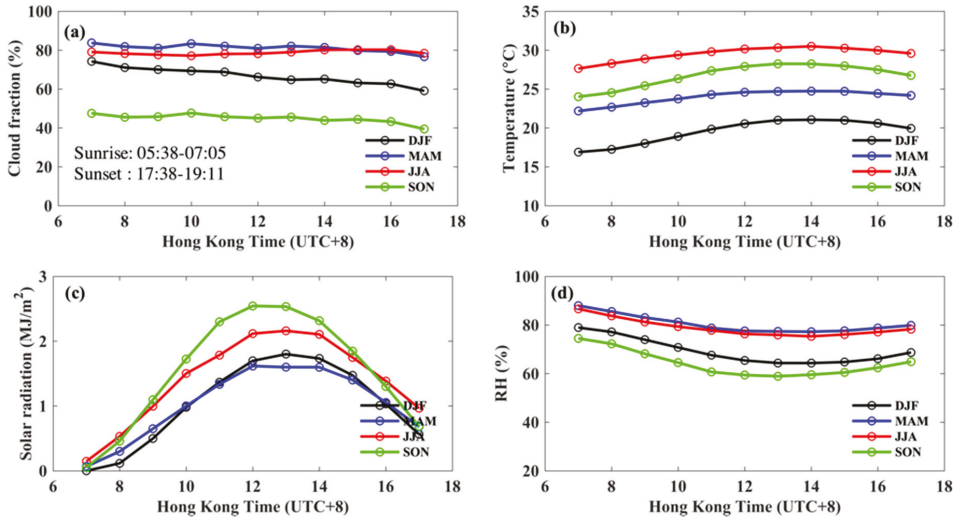 (a)
Cloud fraction (%)
100
80
60
40
20
0
Sunrise: 05:38-07:05
Sunset : 17:38-19:11
DJF
MAM
JJA
SON
6 8 10 12 14 16 18
Hong Kong Time (UTC+8)
(b)
Temperature (°C)
35
30
25
20
15
10
DJF
MAM
JJA
SON
6 8 10 12 14 16 18
Hong Kong Time (UTC+8)
(c)
Solar radiation (MJ/m²)
3
2
1
0
DJF
MAM
JJA
SON
6 8 10 12 14 16 18
Hong Kong Time (UTC+8)
(d)
RH (%)
100
80
60
40
20
DJF
MAM
JJA
SON
6 8 10 12 14 16 18
Hong Kong Time (UTC+8)